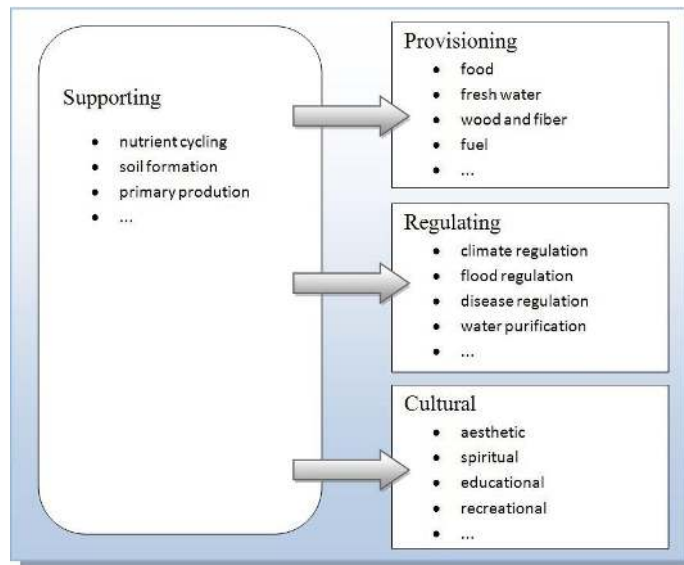 Supporting
• nutrient cycling
• soil formation
• primary prodution
• ...
Provisioning
• food
• fresh water
• wood and fiber
• fuel
• ...
Regulating
• climate regulation
• flood regulation
• disease regulation
• water purification
• ...
Cultural
• aesthetic
• spiritual
• educational
• recreational
• ...